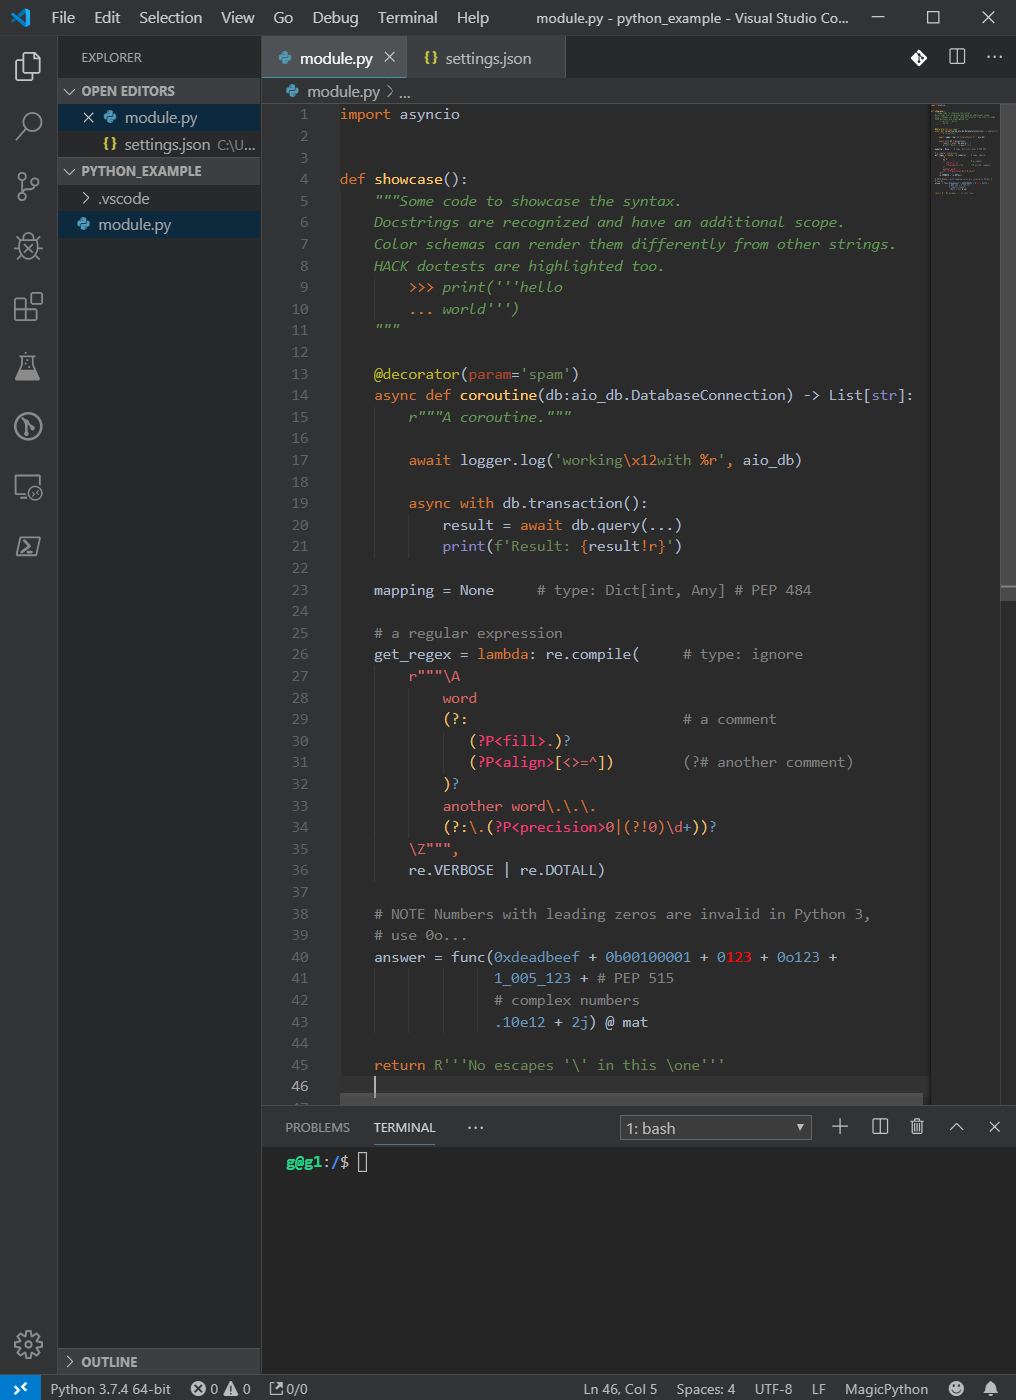 File Edit Selection View Go Debug Terminal Help module.py - python_example - Visual Studio Co...
EXPLORER
OPEN EDITORS
module.py
settings.json C:\U...
PYTHON_EXAMPLE
.vscode
module.py
OUTLINE
module.py settings.json
module.py > ...
1 import asyncio
2
3
4 def showcase():
5 """Some code to showcase the syntax.
6 Docstrings are recognized and have an additional scope.
7 Color schemas can render them differently from other strings.
8 HACK doctests are highlighted too.
9 >>> print('''hello
10 ... world''')
11 """
12
13 @decorator(param='spam')
14 async def coroutine(db:aio_db.DatabaseConnection) -> List[str]:
15 r"""A coroutine."""
16
17 await logger.log('working\x12with %r', aio_db)
18
19 async with db.transaction():
20 result = await db.query(...)
21 print(f'Result: {result!r}')
22
23 mapping = None # type: Dict[int, Any] # PEP 484
24
25 # a regular expression
26 get_regex = lambda: re.compile( # type: ignore
27 r"""\A
28 word
29 (?: # a comment
30 (?P<fill>.)?
31 (?P<align>[<>=^]) (?# another comment)
32 )?
33 another word\.\.\.
34 (?:\.(?P<precision>0|(?!0)\d+))?
35 \Z""",
36 re.VERBOSE | re.DOTALL)
37
38 # NOTE Numbers with leading zeros are invalid in Python 3,
39 # use 0o...
40 answer = func(0xdeadbeef + 0b00100001 + 0123 + 0o123 +
41 1_005_123 + # PEP 515
42 # complex numbers
43 .10e12 + 2j) @ mat
44
45 return R'''No escapes '\' in this \one'''
46
PROBLEMS TERMINAL ... 1: bash
g@g1:/$
Python 3.7.4 64-bit 0 0 0/0 Ln 46, Col 5 Spaces: 4 UTF-8 LF MagicPython